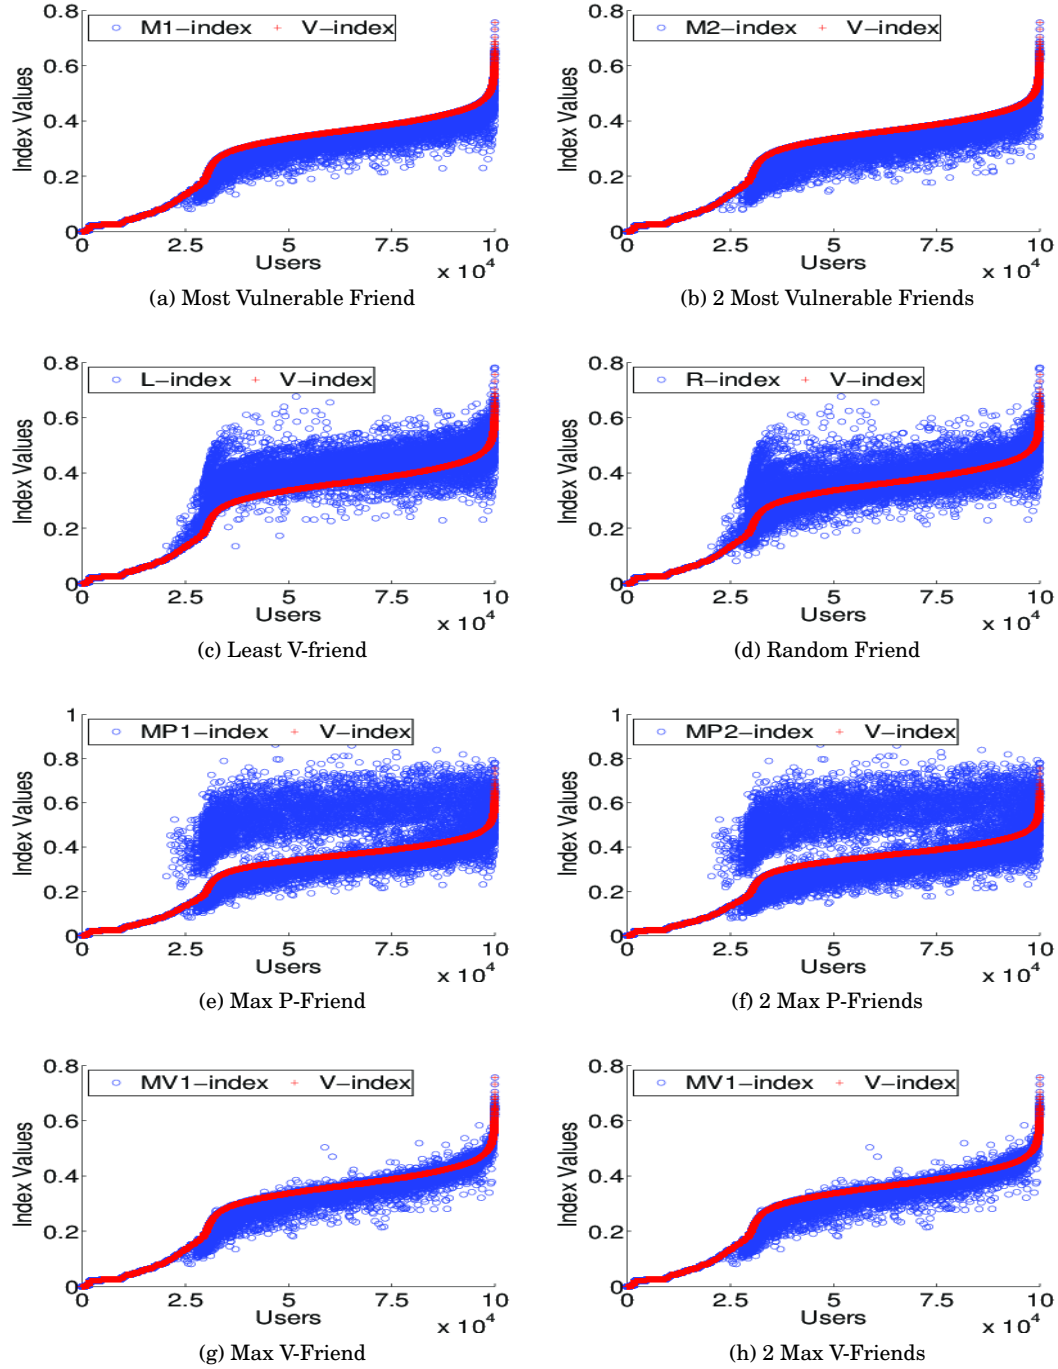 M1-index V-index
Index Values
0.8
0.6
0.4
0.2
0
0 2.5 5 7.5 10
Users
x 10^4
(a) Most Vulnerable Friend
M2-index V-index
Index Values
0.8
0.6
0.4
0.2
0
0 2.5 5 7.5 10
Users
x 10^4
(b) 2 Most Vulnerable Friends
L-index V-index
Index Values
0.8
0.6
0.4
0.2
0
0 2.5 5 7.5 10
Users
x 10^4
(c) Least V-friend
R-index V-index
Index Values
0.8
0.6
0.4
0.2
0
0 2.5 5 7.5 10
Users
x 10^4
(d) Random Friend
MP1-index V-index
Index Values
1
0.8
0.6
0.4
0.2
0
0 2.5 5 7.5 10
Users
x 10^4
(e) Max P-Friend
MP2-index V-index
Index Values
1
0.8
0.6
0.4
0.2
0
0 2.5 5 7.5 10
Users
x 10^4
(f) 2 Max P-Friends
MV1-index V-index
Index Values
0.8
0.6
0.4
0.2
0
0 2.5 5 7.5 10
Users
x 10^4
(g) Max V-Friend
MV1-index V-index
Index Values
0.8
0.6
0.4
0.2
0
0 2.5 5 7.5 10
Users
x 10^4
(h) 2 Max V-Friends